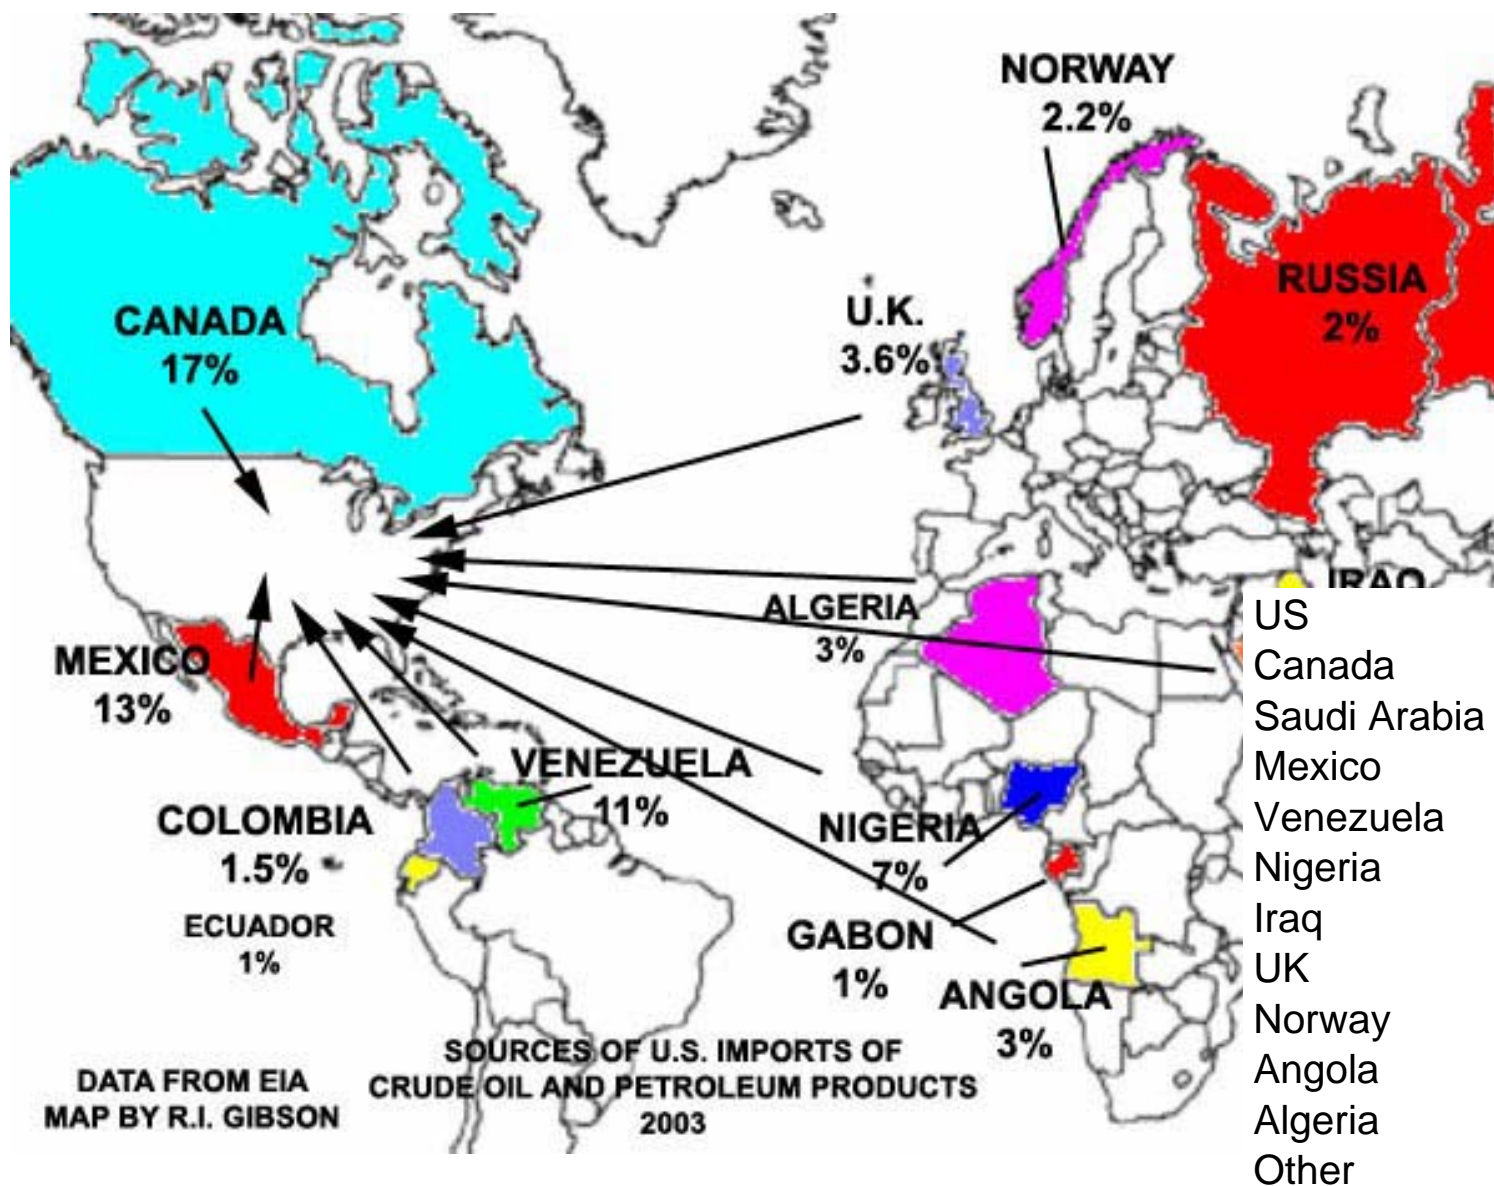 NORWAY
2.2%
CANADA
17%
U.K.
3.6%
RUSSIA
2%
IRAQ
ALGERIA
3%
MEXICO
13%
VENEZUELA
11%
COLOMBIA
1.5%
NIGERIA
7%
ECUADOR
1%
GABON
1%
ANGOLA
3%
SOURCES OF U.S. IMPORTS OF
CRUDE OIL AND PETROLEUM PRODUCTS
2003
DATA FROM EIA
MAP BY R.I. GIBSON
US
Canada
Saudi Arabia
Mexico
Venezuela
Nigeria
Iraq
UK
Norway
Angola
Algeria
Other